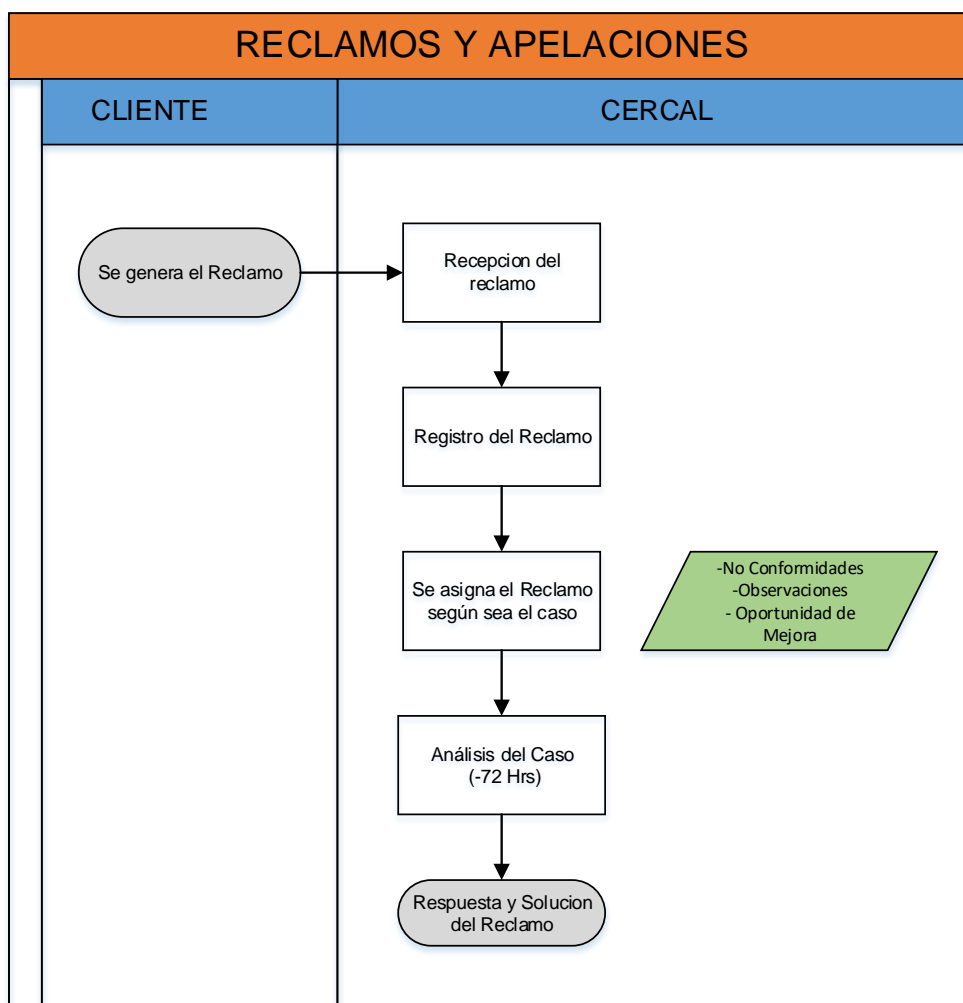 RECLAMOS Y APELACIONES
CLIENTE
CERCAL
Se genera el Reclamo
Recepcion del
reclamo
Registro del Reclamo
Se asigna el Reclamo
según sea el caso
-No Conformidades
-Observaciones
- Oportunidad de
Mejora
Análisis del Caso
(-72 Hrs)
Respuesta y Solucion
del Reclamo